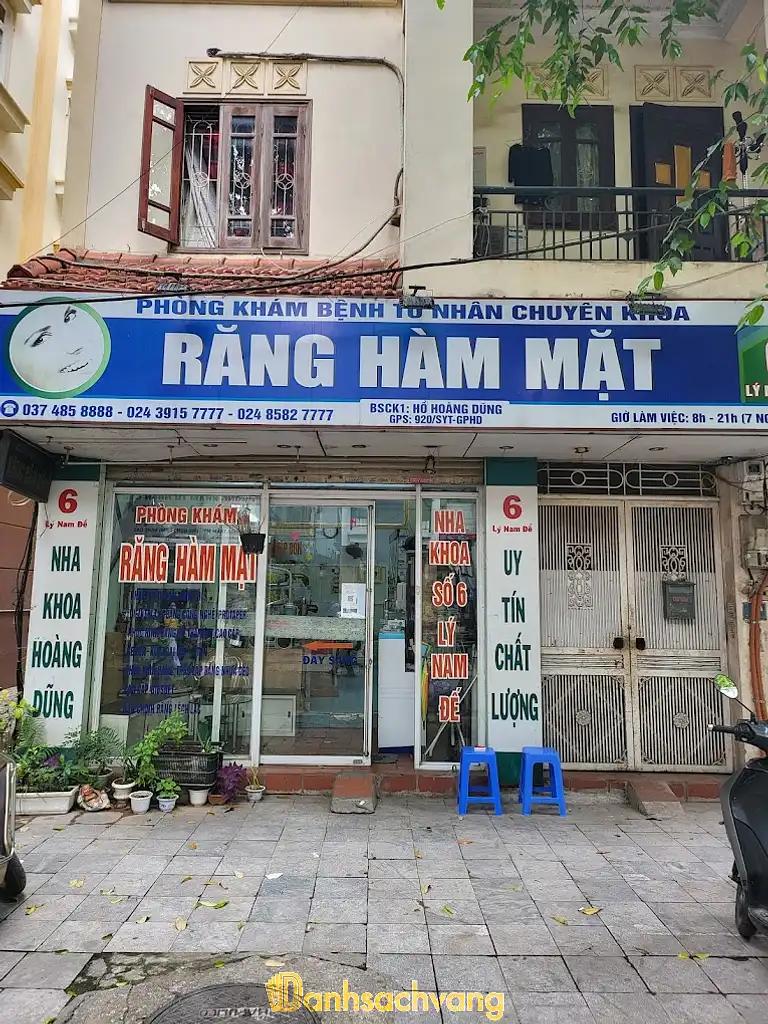 PHÒNG KHÁM BỆNH TƯ NHÂN CHUYÊN KHOA
RĂNG HÀM MẶT
037 485 8888 - 024 3915 7777 - 024 8582 7777
BSCK1: HỒ HOÀNG DŨNG
GPS: 920/SYT-GPHD
GIỜ LÀM VIỆC: 8h - 21h (7 NG
LÝ
6
Lý Nam Đế
NHA
KHOA
HOÀNG
DŨNG
PHÒNG KHÁM
RĂNG HÀM MẶT
ĐẨY
NHA
KHOA
SỐ 6
LÝ
NAM
ĐẾ
6
Lý Nam Đế
UY
TÍN
CHẤT
LƯỢNG
Danhsachvang